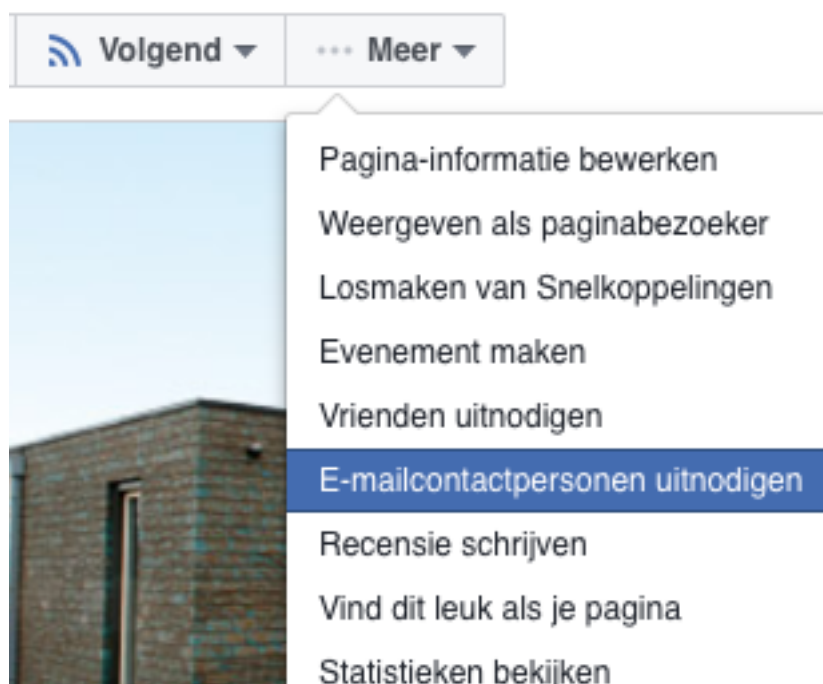 Volgend
Meer
Pagina-informatie bewerken
Weergeven als paginabezoeker
Losmaken van Snelkoppelingen
Evenement maken
Vrienden uitnodigen
E-mailcontactpersonen uitnodigen
Recensie schrijven
Vind dit leuk als je pagina
Statistieken bekijken